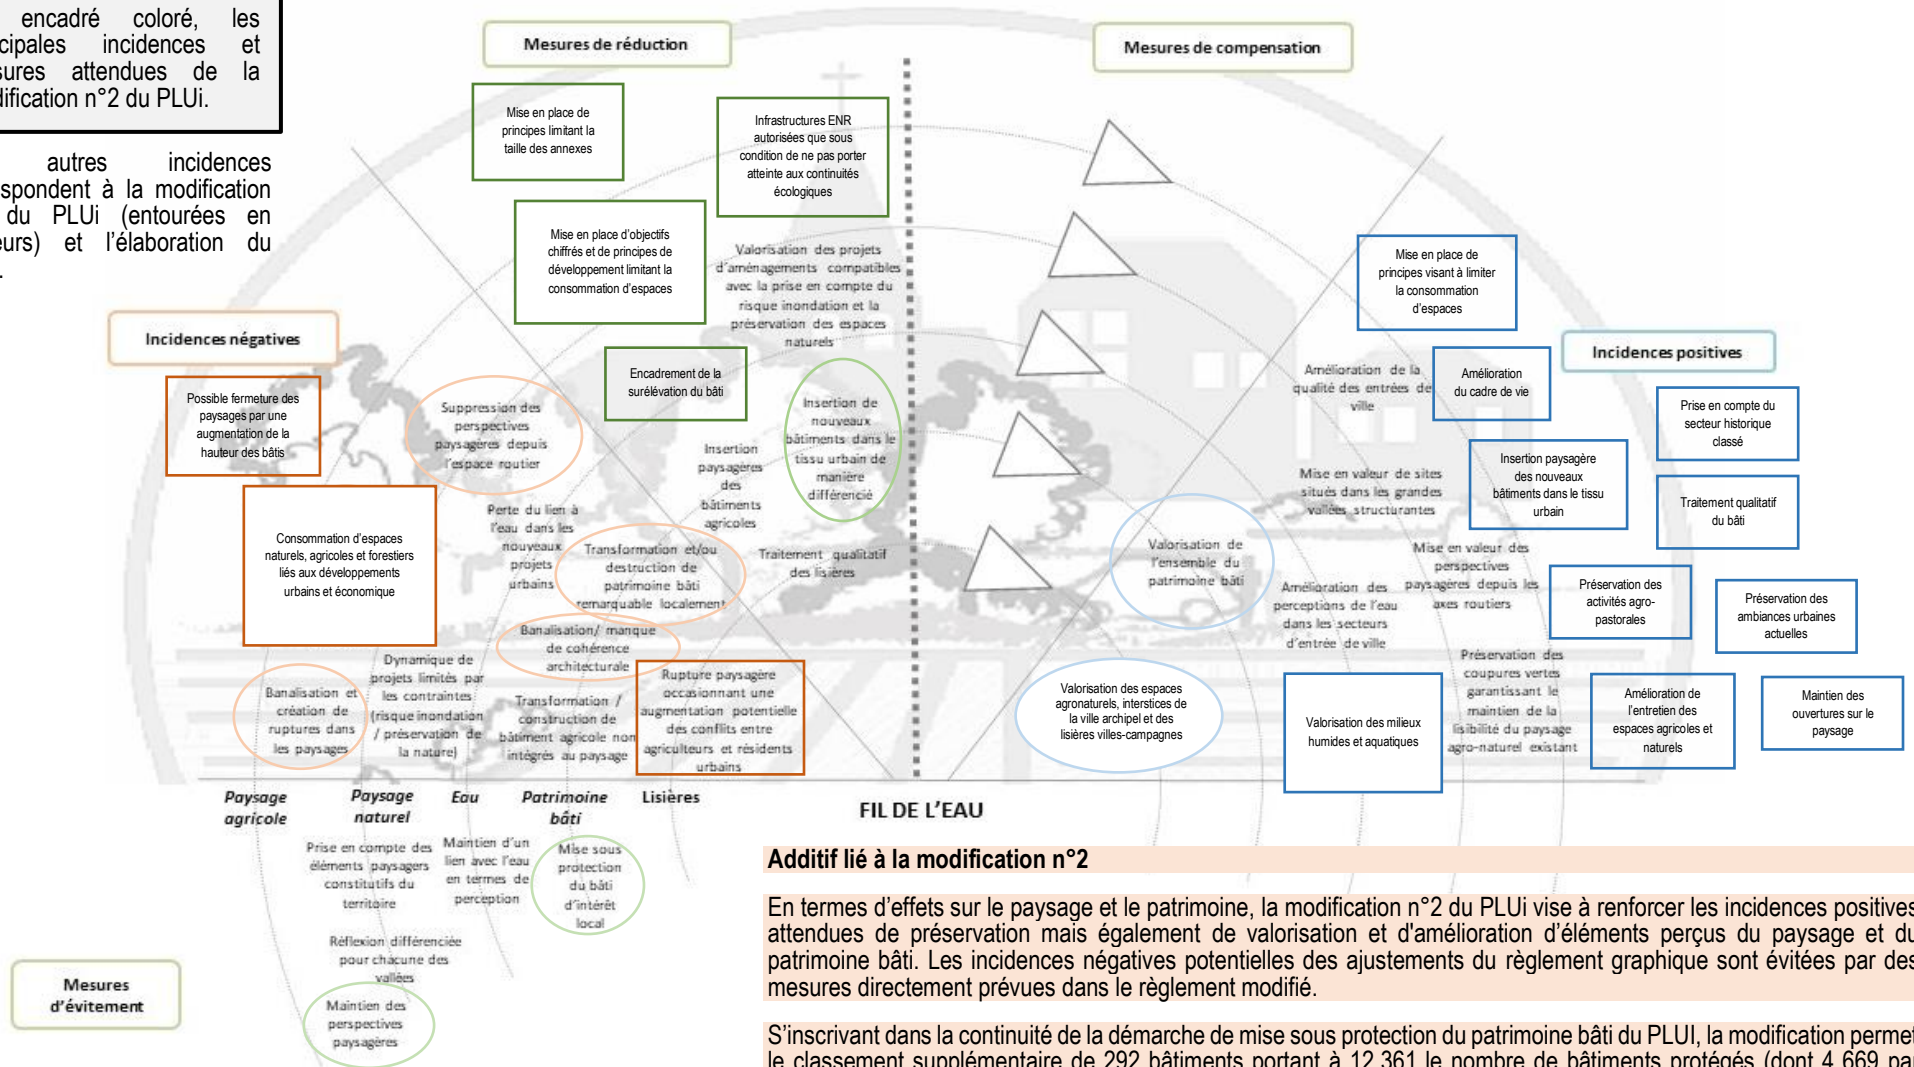 encadré coloré, les
incidences et
attendues de la
n°2 du PLUi.
autres incidences
à la modification
du PLUi (entourées en
et l’élaboration du
.
Mesures de réduction
Mesures de compensation
Mise en place de
principes limitant la
taille des annexes
Infrastructures ENR
autorisées que sous
condition de ne pas porter
atteinte aux continuités
écologiques
Mise en place d’objectifs
chiffrés et de principes de
développement limitant la
consommation d’espaces
Valorisation des projets
d’aménagements compatibles
avec la prise en compte du
risque inondation et la
préservation des espaces
naturels
Encadrement de la
surélévation du bâti
Insertion de
nouveaux
bâtiments dans le
tissu urbain de
manière
différencié
Insertion
paysagères
des
bâtiments
agricoles
Traitement qualitatif
des lisières
Incidences négatives
Possible fermeture des
paysages par une
augmentation de la
hauteur des bâtis
Suppression des
perspectives
paysagères depuis
l’espace routier
Consommation d’espaces
naturels, agricoles et forestiers
liés aux développements
urbains et économique
Perte du lien à
l’eau dans les
nouveaux
projets
urbains
Transformation et/ou
destruction de
patrimoine bâti
remarquable localement
Banalisation/ manque
de cohérence
architecturale
Banalisation et
création de
ruptures dans
les paysages
Dynamique de
projets limités par
les contraintes
(risque inondation
/ préservation de
la nature)
Transformation /
construction de
bâtiment agricole non
intégrés au paysage
Rupture paysagère
occasionnant une
augmentation potentielle
des conflits entre
agriculteurs et résidents
urbains
Mise en place de
principes visant à limiter
la consommation
d’espaces
Incidences positives
Amélioration de la
qualité des entrées de
ville
Amélioration
du cadre de vie
Prise en compte du
secteur historique
classé
Mise en valeur de sites
situés dans les grandes
vallées structurantes
Insertion paysagère
des nouveaux
bâtiments dans le tissu
urbain
Traitement qualitatif
du bâti
Valorisation de
l’ensemble du
patrimoine bâti
Mise en valeur des
perspectives
paysagères depuis les
axes routiers
Amélioration des
perceptions de l’eau
dans les secteurs
d’entrée de ville
Préservation des
activités agro-
pastorales
Préservation des
ambiances urbaines
actuelles
Valorisation des espaces
agronaturels, interstices de
la ville archipel et des
lisières villes-campagnes
Valorisation des milieux
humides et aquatiques
Préservation des
coupures vertes
garantissant le
maintien de la
lisibilité du paysage
agro-naturel existant
Amélioration de
l’entretien des
espaces agricoles et
naturels
Maintien des
ouvertures sur le
paysage
Paysage
agricole
Paysage
naturel
Eau
Patrimoine
bâti
Lisières
FIL DE L’EAU
Prise en compte des
éléments paysagers
constitutifs du
territoire
Maintien d’un
lien avec l’eau
en termes de
perception
Mise sous
protection
du bâti
d’intérêt
local
Réflexion différenciée
pour chacune des
vallées
Maintien des
perspectives
paysagères
Mesures
d’évitement
Additif lié à la modification n°2
En termes d’effets sur le paysage et le patrimoine, la modification n°2 du PLUi vise à renforcer les incidences positives
attendues de préservation mais également de valorisation et d'amélioration d’éléments perçus du paysage et du
patrimoine bâti. Les incidences négatives potentielles des ajustements du règlement graphique sont évitées par des
mesures directement prévues dans le règlement modifié.
S’inscrivant dans la continuité de la démarche de mise sous protection du patrimoine bâti du PLUI, la modification permet
le classement supplémentaire de 292 bâtiments portant à 12 361 le nombre de bâtiments protégés (dont 4 669 par